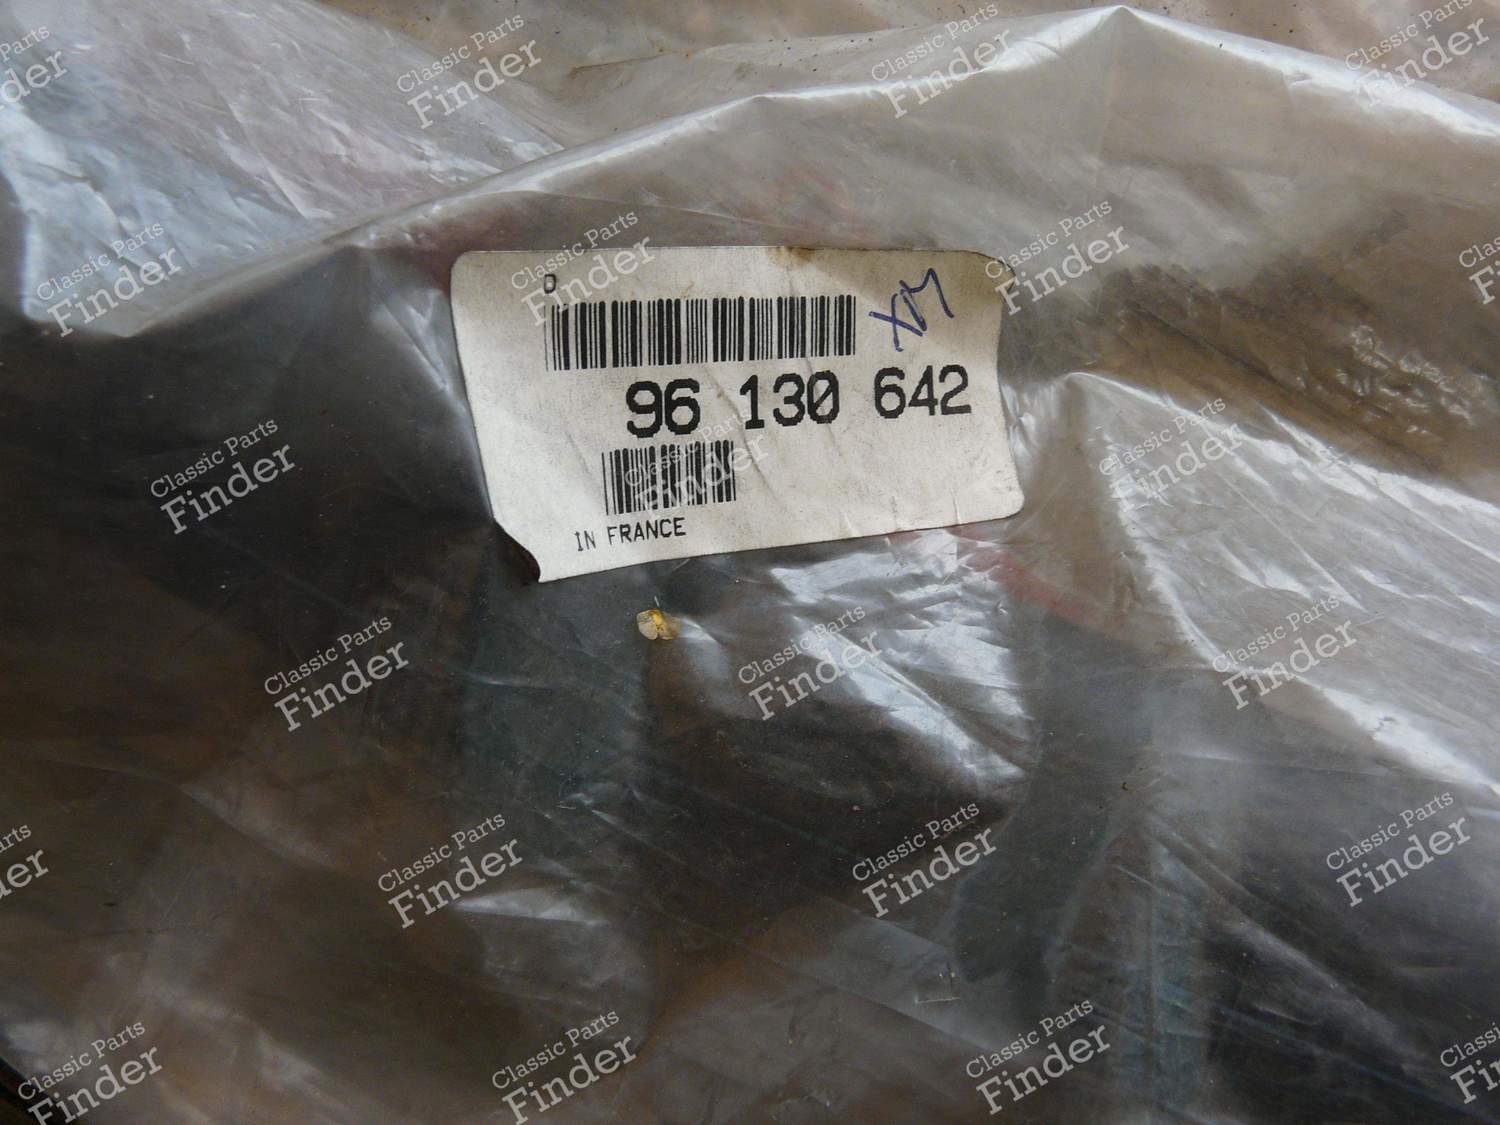 D
XM
96 130 642
IN FRANCE
Classic Parts
Finder